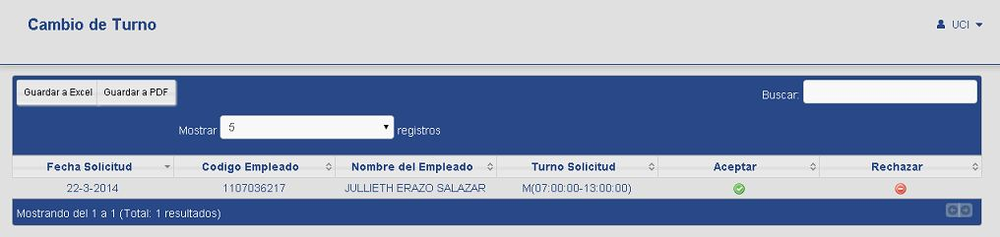 Cambio de Turno
UCI
Guardar a Excel Guardar a PDF
Buscar:
Mostrar 5 registros
Fecha Solicitud Codigo Empleado Nombre del Empleado Turno Solicitud Aceptar Rechazar
22-3-2014 1107036217 JULLIETH ERAZO SALAZAR M(07:00:00-13:00:00)
Mostrando del 1 a 1 (Total: 1 resultados)